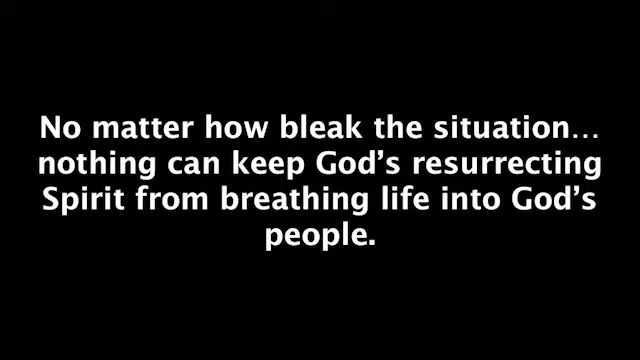 No matter how bleak the situation…
nothing can keep God’s resurrecting
Spirit from breathing life into God’s
people.